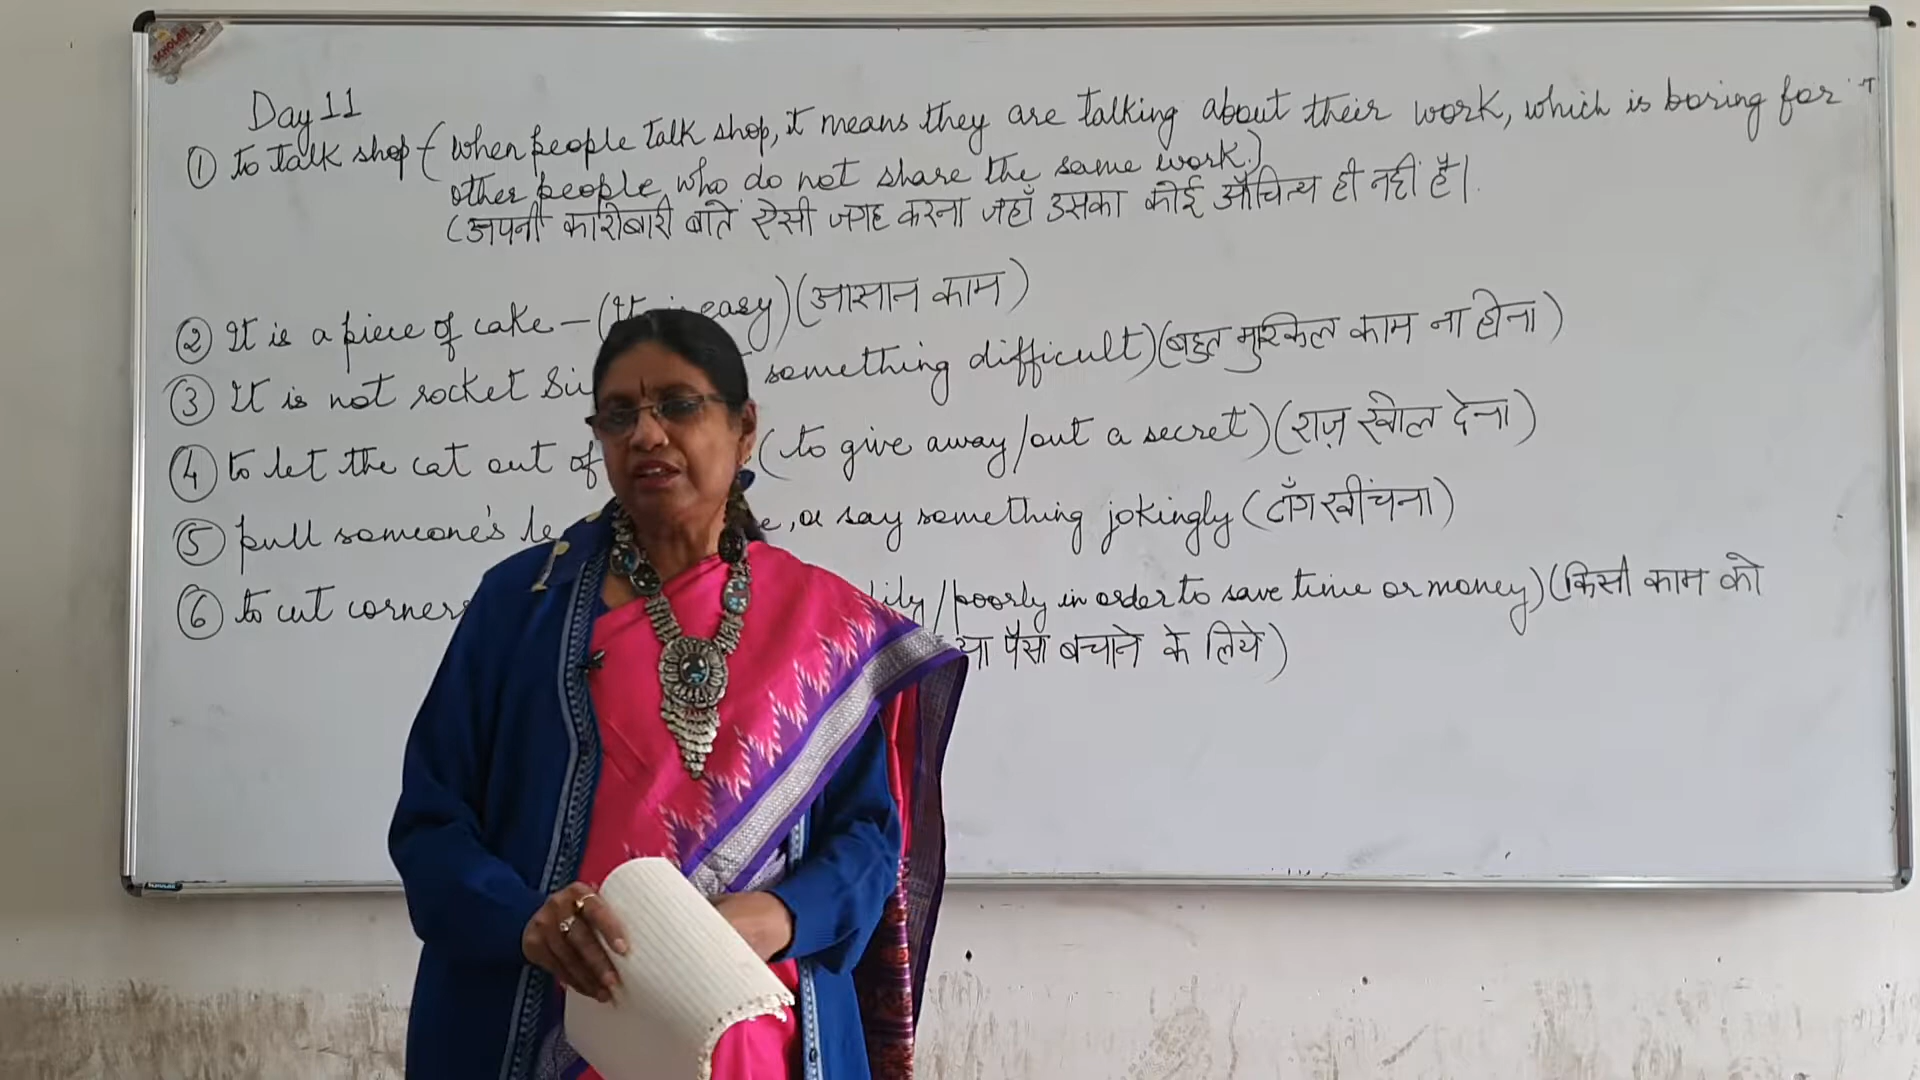 SCHOLAR
Day 11
① to talk shop - (when people talk shop, it means they are talking about their work, which is boring for
other people, who do not share the same work.)
(अपनी कारोबारी बातें ऐसी जगह करना जहाँ उसका कोई औचित्य ही नहीं है।
② It is a piece of cake - (It is easy) (आसान काम)
③ It is not rocket something difficult) (बहुत मुश्किल काम ना होना)
④ to let the cat out of (to give away/out a secret) (राज़ खोल देना)
⑤ pull someone's say something jokingly (टाँग खींचना)
⑥ to cut corners /poorly in order to save time or money) (किसी काम को
या पैसा बचाने के लिये)